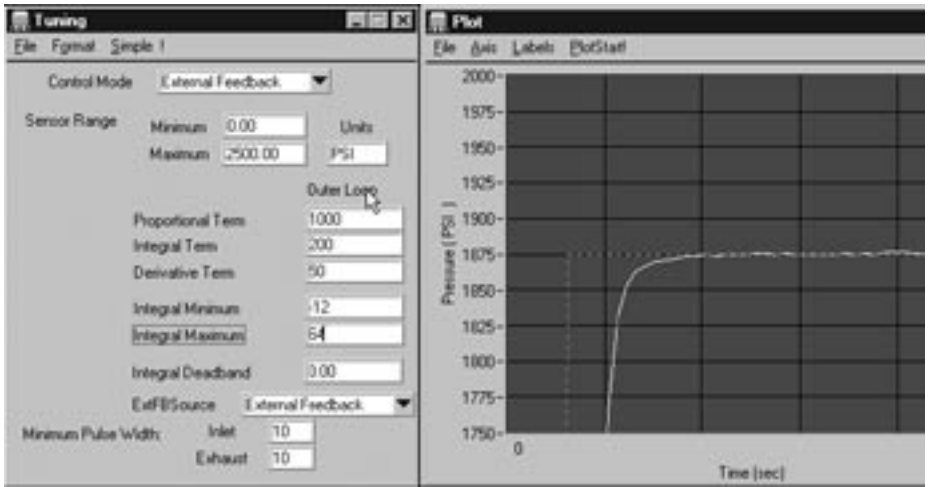 Tuning
File Format Simple !
Control Mode External Feedback
Sensor Range Minimum 0.00 Units
Maximum 2500.00 PSI
Outer Loop
Proportional Term 1000
Integral Term 200
Derivative Term 50
Integral Minimum -12
Integral Maximum 64
Integral Deadband 0.00
ExtFBSource External Feedback
Minimum Pulse Width: Inlet 10
Exhaust 10
Plot
File Axis Labels PlotStart!
Pressure ( PSI )
2000
1975
1950
1925
1900
1875
1850
1825
1800
1775
1750
0
Time (sec)